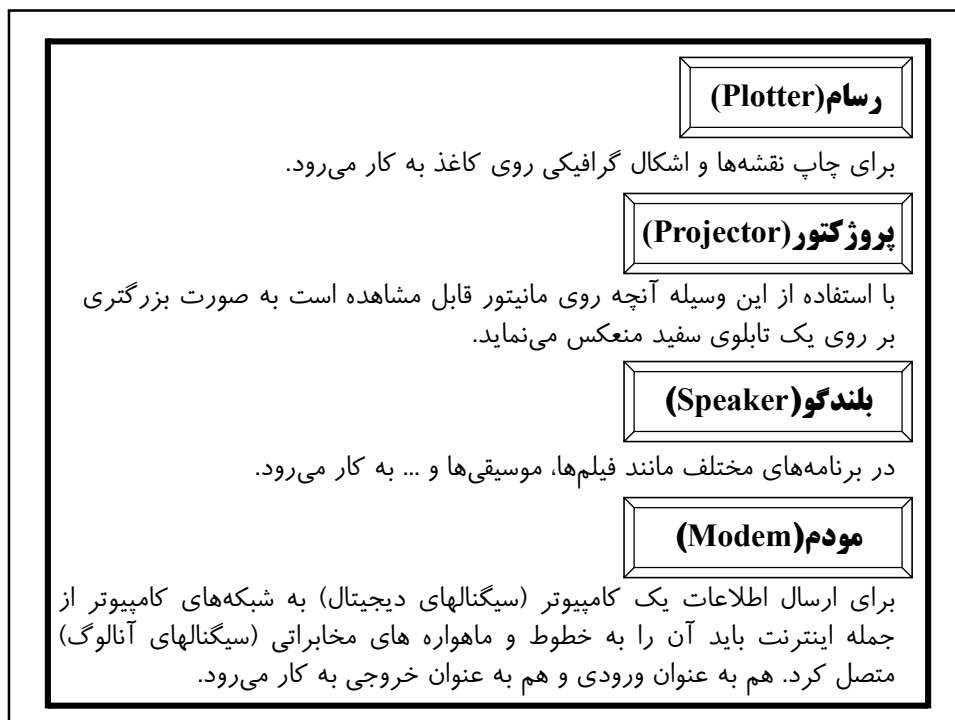 رسام(Plotter)
برای چاپ نقشه‌ها و اشکال گرافیکی روی کاغذ به کار می‌رود.
پروژکتور(Projector)
با استفاده از این وسیله آنچه روی مانیتور قابل مشاهده است به صورت بزرگتری
بر روی یک تابلوی سفید منعکس می‌نماید.
بلندگو(Speaker)
در برنامه‌های مختلف مانند فیلم‌ها، موسیقی‌ها و ... به کار می‌رود.
مودم(Modem)
برای ارسال اطلاعات یک کامپیوتر (سیگنالهای دیجیتال) به شبکه‌های کامپیوتر از
جمله اینترنت باید آن را به خطوط و ماهواره های مخابراتی (سیگنالهای آنالوگ)
متصل کرد. هم به عنوان ورودی و هم به عنوان خروجی به کار می‌رود.